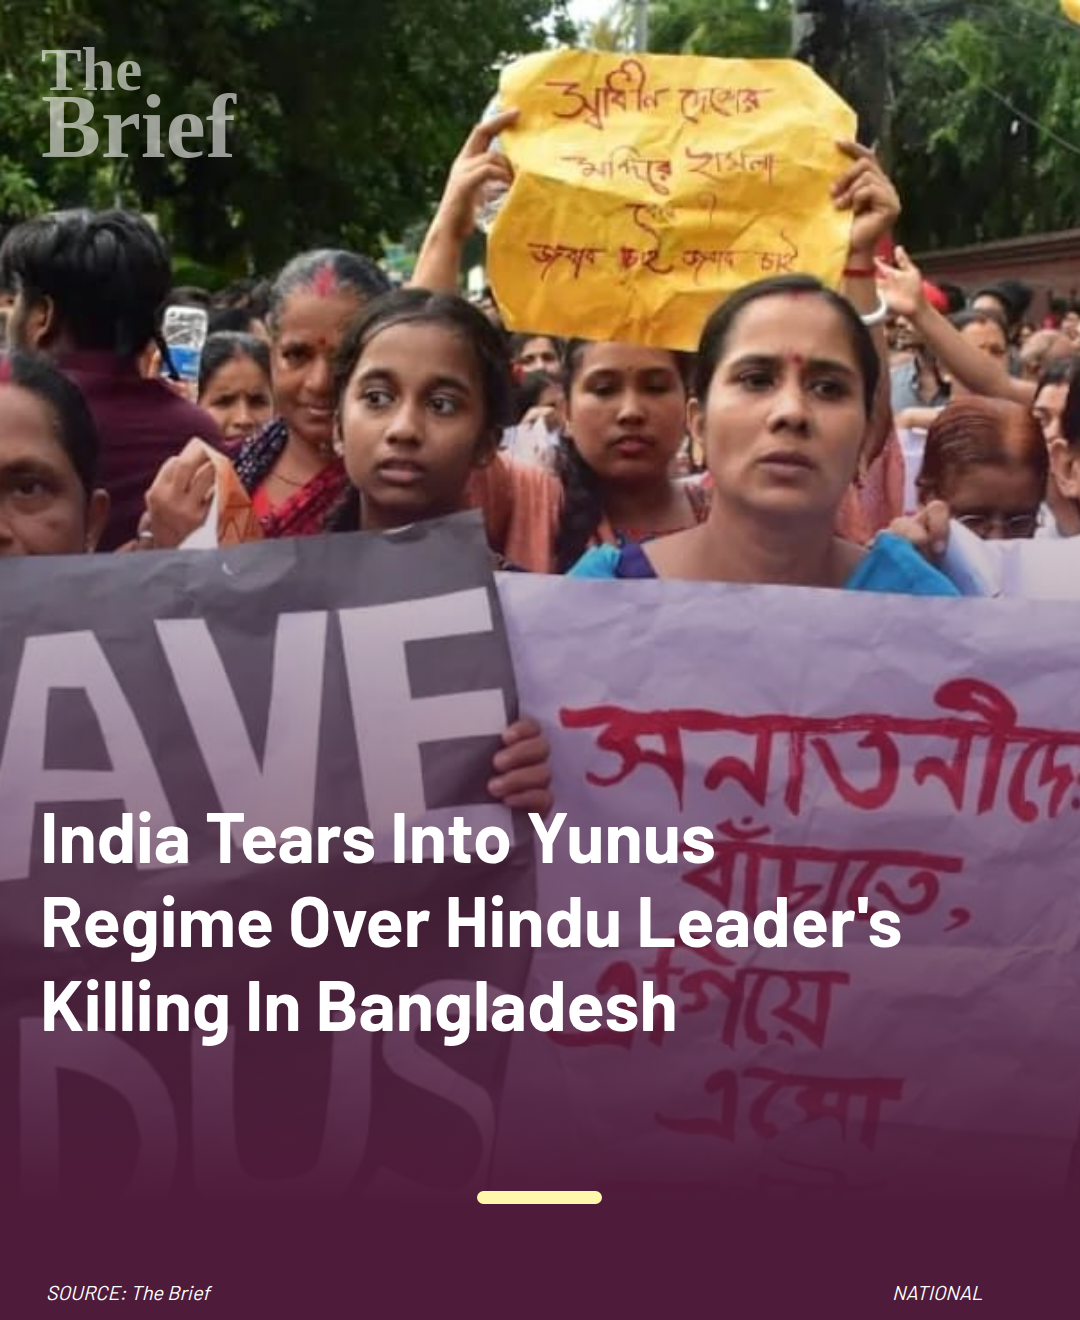 The
Brief
স্বাধীন দেশের
মন্দিরে হামলা
কেন
জবাব চাই জবাব চাই
AVE
সনাতনীদে
বাঁচাতে,
এগিয়ে
এসো
DUS
India Tears Into Yunus
Regime Over Hindu Leader's
Killing In Bangladesh
SOURCE: The Brief
NATIONAL